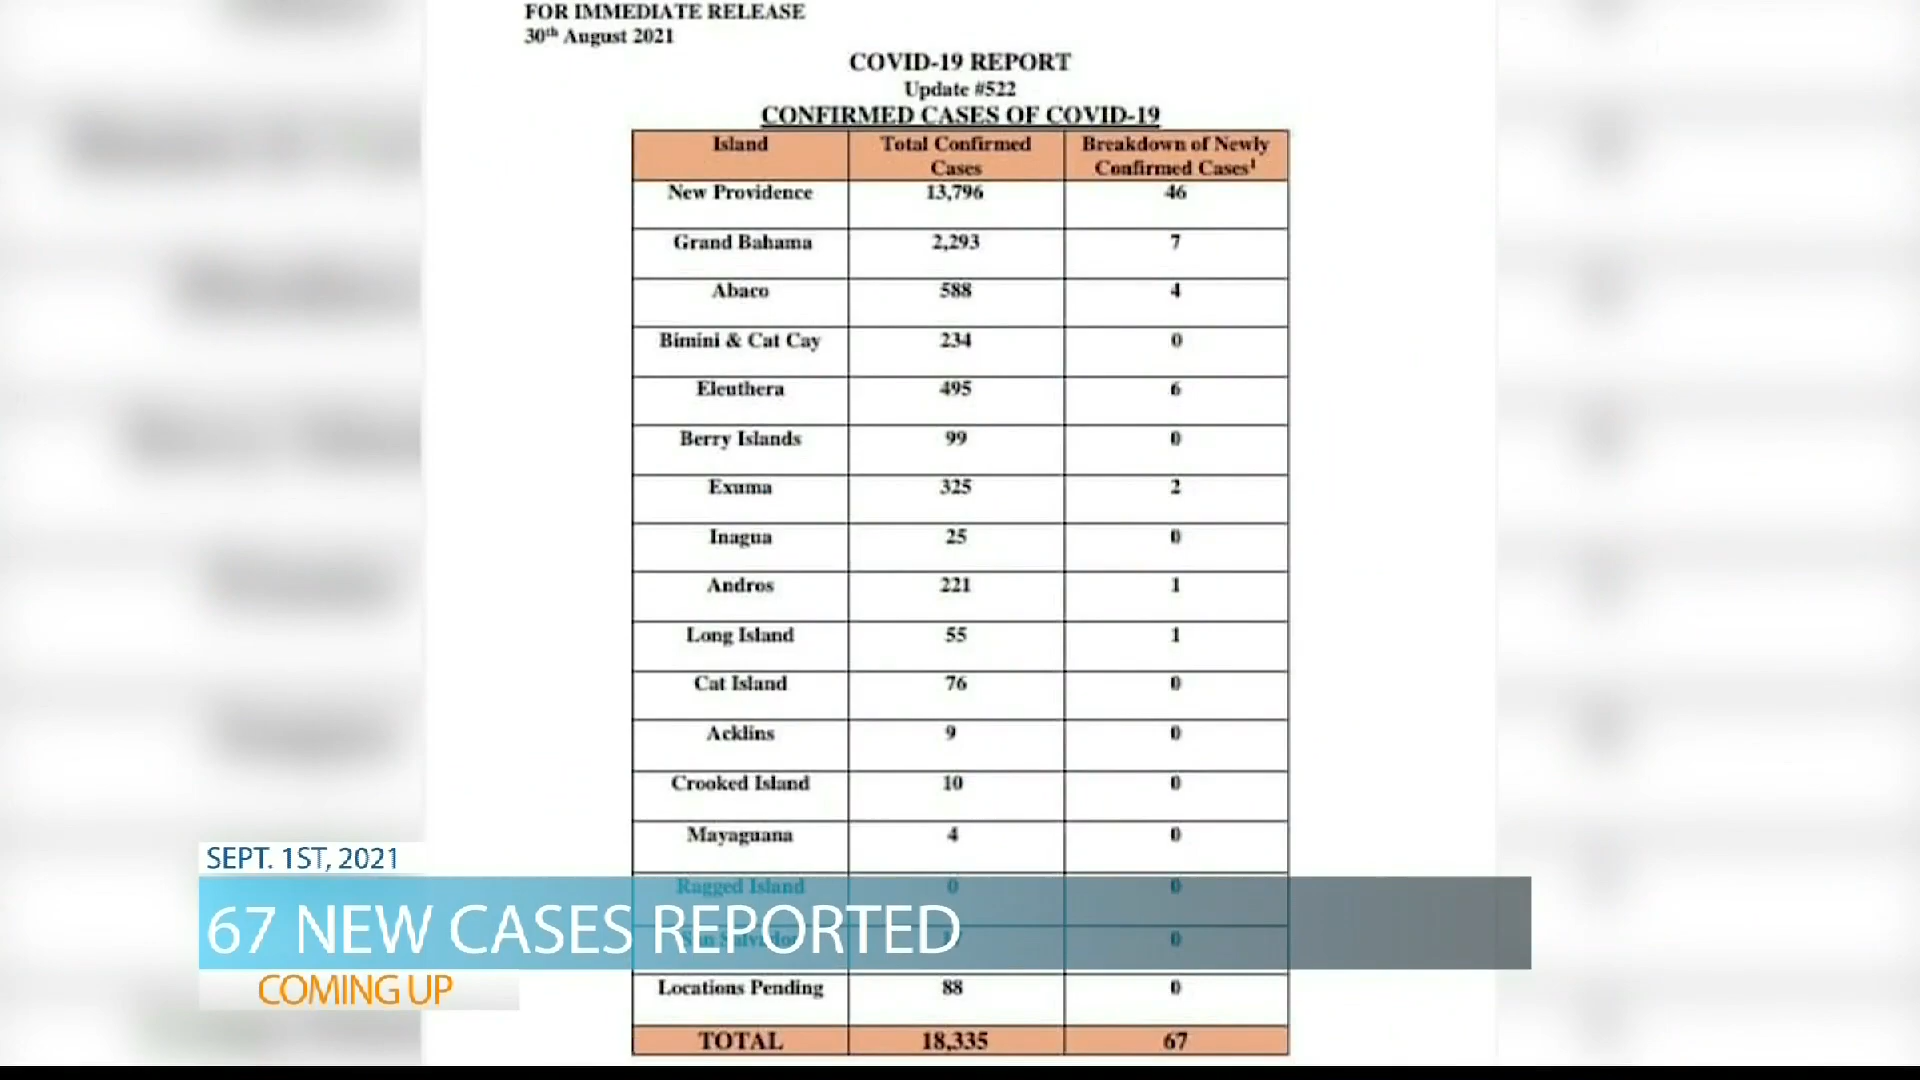 FOR IMMEDIATE RELEASE
30th August 2021
COVID-19 REPORT
Update #522
CONFIRMED CASES OF COVID-19
Island Total Confirmed Cases Breakdown of Newly Confirmed Cases¹
New Providence 13,796 46
Grand Bahama 2,293 7
Abaco 588 4
Bimini & Cat Cay 234 0
Eleuthera 495 6
Berry Islands 99 0
Exuma 325 2
Inagua 25 0
Andros 221 1
Long Island 55 1
Cat Island 76 0
Acklins 9 0
Crooked Island 10 0
Mayaguana 4 0
SEPT. 1ST, 2021
Ragged Island 0 0
67 NEW CASES REPORTED
San Salvador 0
COMING UP
Locations Pending 88 0
TOTAL 18,335 67